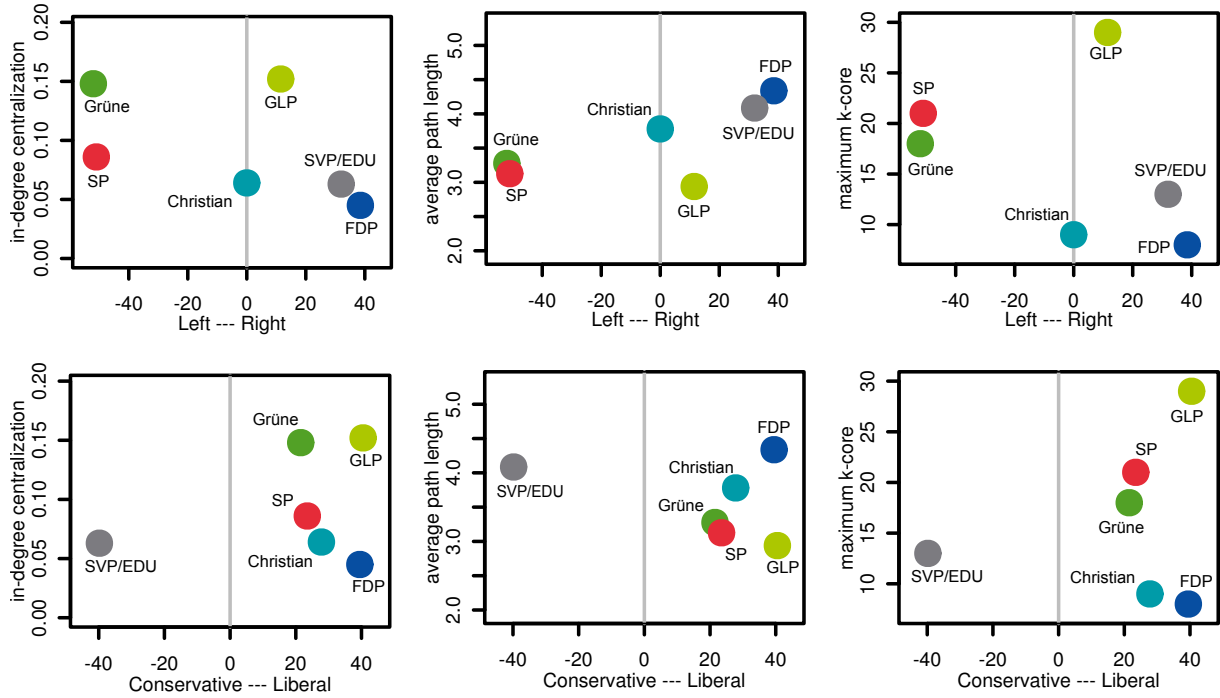 in-degree centralization
0.00 0.05 0.10 0.15 0.20
Grüne
GLP
SP
SVP/EDU
Christian
FDP
-40 -20 0 20 40
Left --- Right
average path length
2.0 3.0 4.0 5.0
FDP
Christian
SVP/EDU
Grüne
SP
GLP
-40 -20 0 20 40
Left --- Right
maximum k-core
10 15 20 25 30
GLP
SP
Grüne
SVP/EDU
Christian
FDP
-40 -20 0 20 40
Left --- Right
in-degree centralization
0.00 0.05 0.10 0.15 0.20
Grüne
GLP
SP
Christian
SVP/EDU
FDP
-40 -20 0 20 40
Conservative --- Liberal
average path length
2.0 3.0 4.0 5.0
FDP
Christian
SVP/EDU
Grüne
SP
GLP
-40 -20 0 20 40
Conservative --- Liberal
maximum k-core
10 15 20 25 30
GLP
SP
Grüne
SVP/EDU
Christian
FDP
-40 -20 0 20 40
Conservative --- Liberal